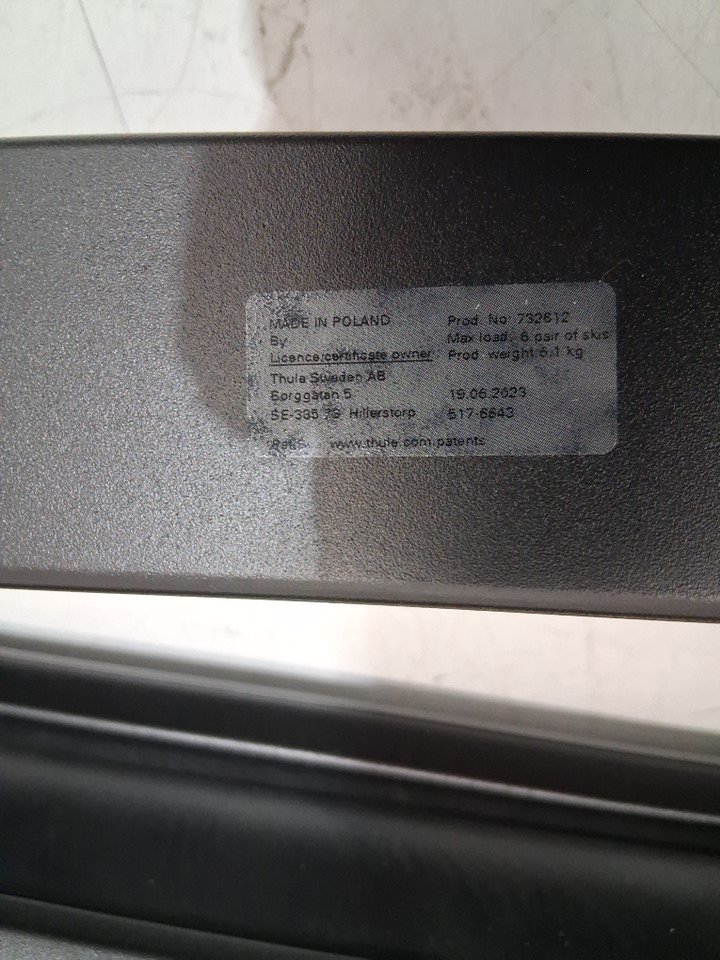 MADE IN POLAND
By
Licence/certificate owner
Thule Sweden AB
Borggatan 5
SE-335 73 Hillerstorp
www.thule.com/patents
Prod. No 732612
Max load: 6 pair of skis
Prod. weight 6.1 kg
19.06.2023
517-6643